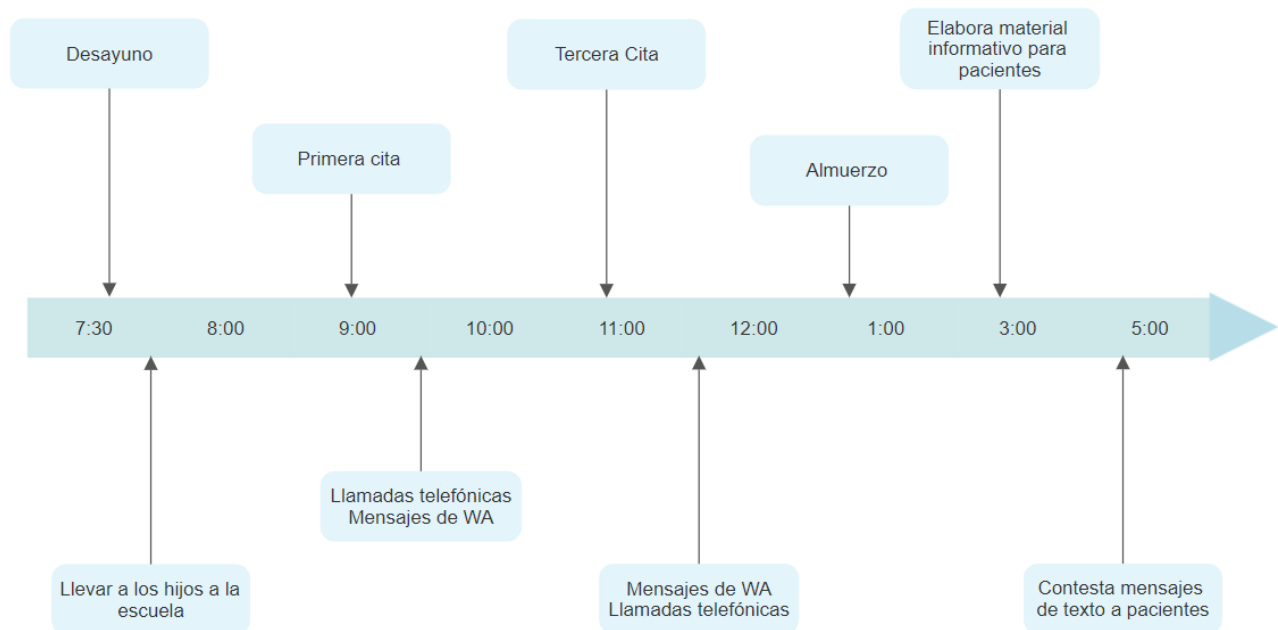 Desayuno
Primera cita
Tercera Cita
Almuerzo
Elabora material
informativo para
pacientes
7:30 8:00 9:00 10:00 11:00 12:00 1:00 3:00 5:00
Llevar a los hijos a la
escuela
Llamadas telefónicas
Mensajes de WA
Mensajes de WA
Llamadas telefónicas
Contesta mensajes
de texto a pacientes